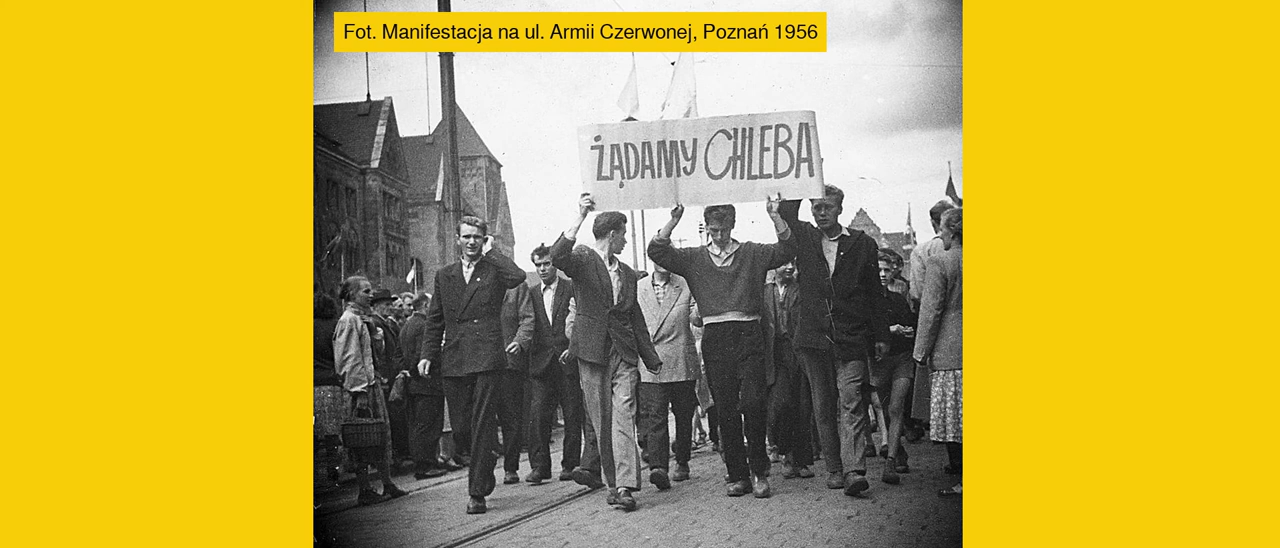 Fot. Manifestacja na ul. Armii Czerwonej, Poznań 1956
ŻĄDAMY CHLEBA